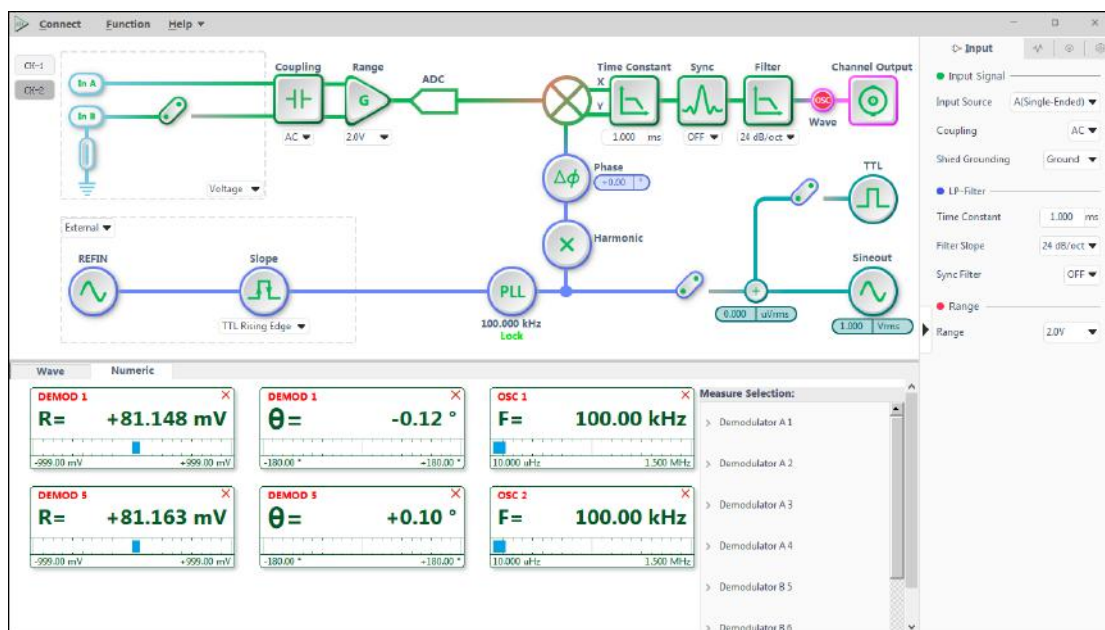 Connect Function Help
CH-1
CH-2
In A
In B
Voltage
Coupling
AC
Range
G
2.0V
ADC
X
Y
Time Constant
1.000 ms
Sync
OFF
Filter
24 dB/oct
OSC
Wave
Channel Output
Δϕ
Phase
+0.00 °
Harmonic
TTL
External
REFIN
Slope
TTL Rising Edge
PLL
100.000 kHz
Lock
0.000 uVrms
Sineout
1.000 Vrms
Input
Input Signal
Input Source A(Single-Ended)
Coupling AC
Shied Grounding Ground
LP-Filter
Time Constant 1.000 ms
Filter Slope 24 dB/oct
Sync Filter OFF
Range
Range 2.0V
Wave Numeric
DEMOD 1
R= +81.148 mV
-999.00 mV +999.00 mV
DEMOD 1
θ= -0.12 °
-180.00 ° +180.00 °
OSC 1
F= 100.00 kHz
10.000 uHz 1.500 MHz
DEMOD 5
R= +81.163 mV
-999.00 mV +999.00 mV
DEMOD 5
θ= +0.10 °
-180.00 ° +180.00 °
OSC 2
F= 100.00 kHz
10.000 uHz 1.500 MHz
Measure Selection:
Demodulator A 1
Demodulator A 2
Demodulator A 3
Demodulator A 4
Demodulator B 5
Demodulator B 6